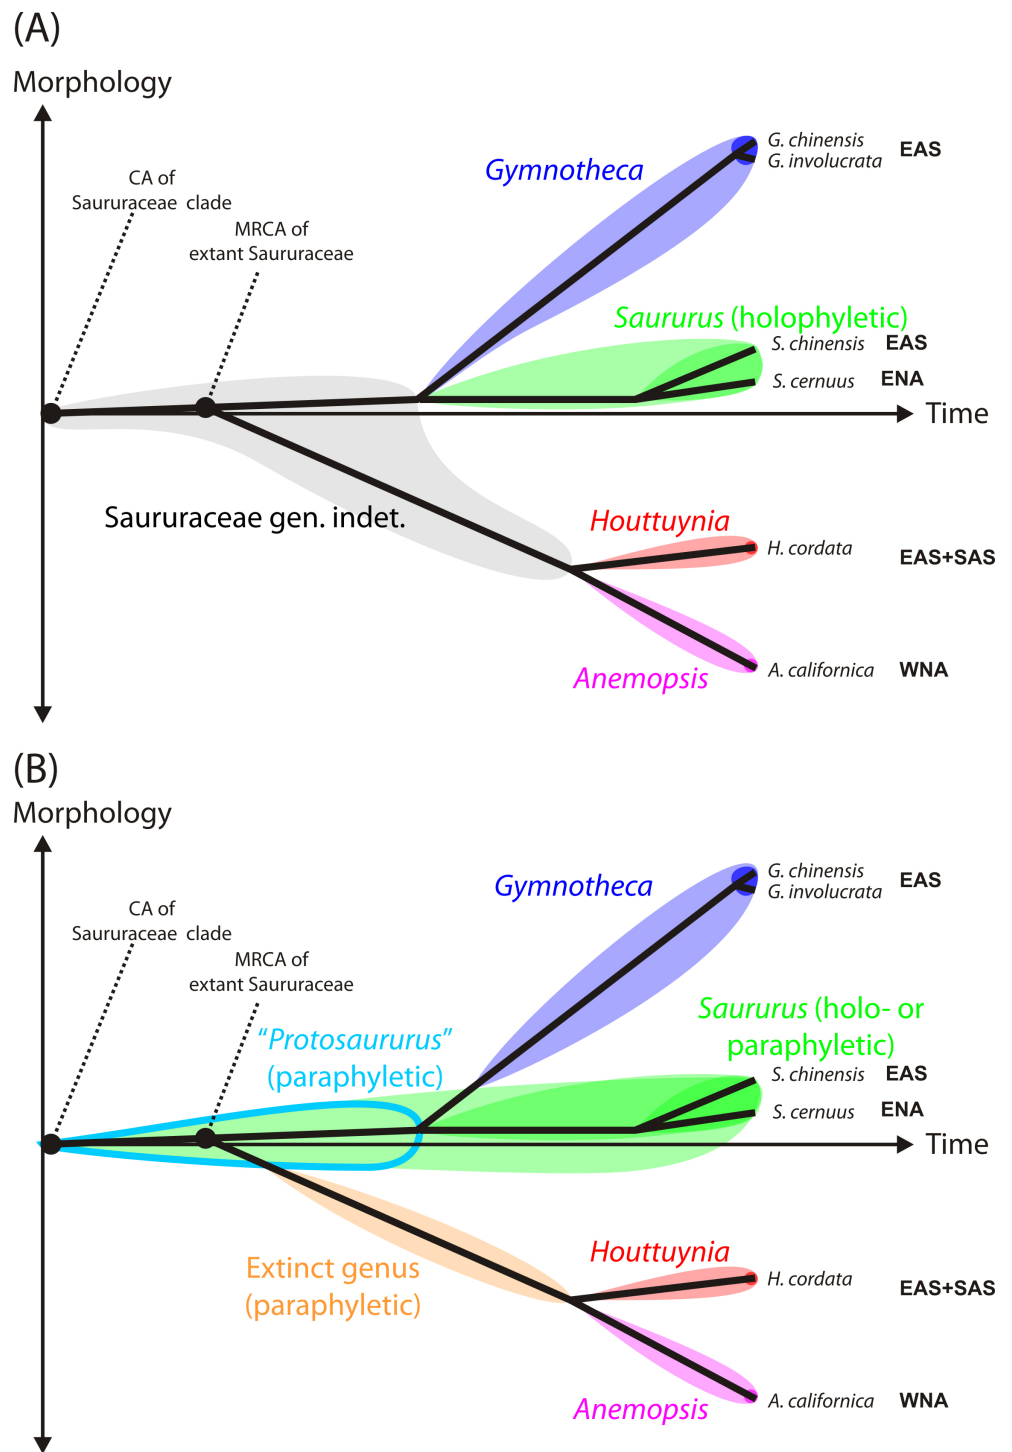 (A)
Morphology
CA of
Saururaceae clade
MRCA of
extant Saururaceae
Gymnotheca
G. chinensis
G. involucrata
EAS
Saururus (holophyletic)
S. chinensis EAS
S. cernuus ENA
Time
Saururaceae gen. indet.
Houttuynia
H. cordata
EAS+SAS
Anemopsis
A. californica WNA
(B)
Morphology
CA of
Saururaceae clade
MRCA of
extant Saururaceae
Gymnotheca
G. chinensis
G. involucrata
EAS
"Protosaururus"
(paraphyletic)
Saururus (holo- or
paraphyletic)
S. chinensis EAS
S. cernuus ENA
Time
Extinct genus
(paraphyletic)
Houttuynia
H. cordata
EAS+SAS
Anemopsis
A. californica WNA